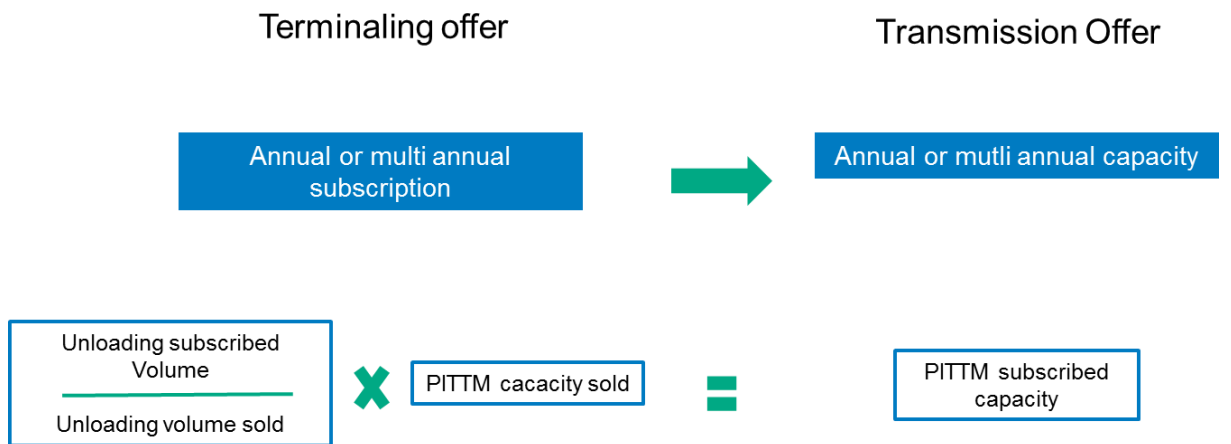 Terminaling offer
Transmission Offer
Annual or multi annual
subscription
Annual or mutli annual capacity
Unloading subscribed
Volume
Unloading volume sold
PITTM cacacity sold
PITTM subscribed
capacity